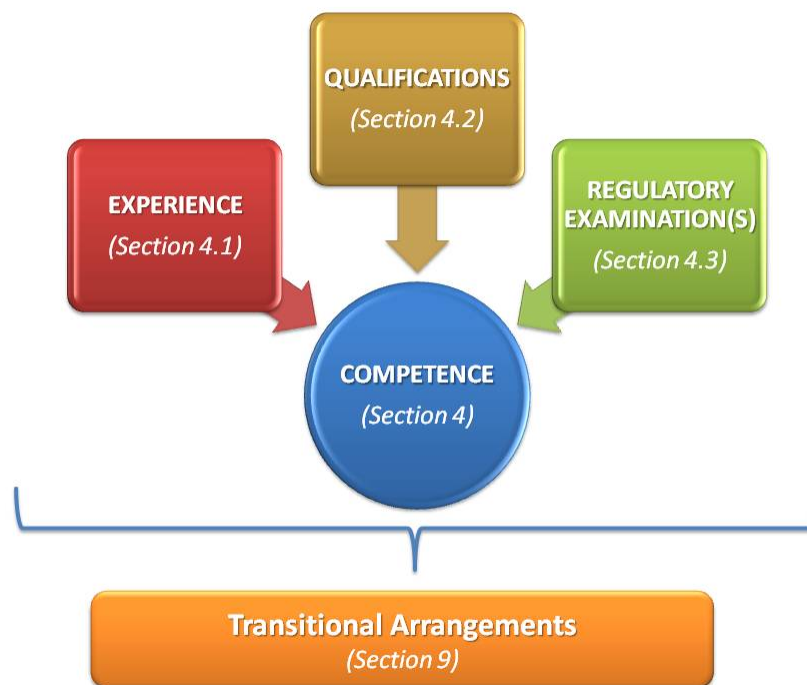 QUALIFICATIONS
(Section 4.2)
EXPERIENCE
(Section 4.1)
REGULATORY
EXAMINATION(S)
(Section 4.3)
COMPETENCE
(Section 4)
Transitional Arrangements
(Section 9)